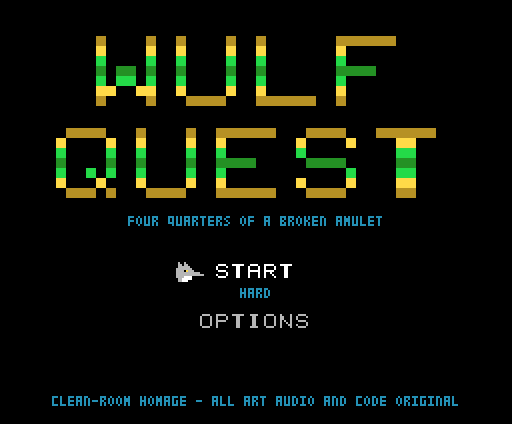 WULF
QUEST
FOUR QUARTERS OF A BROKEN AMULET
START
HARD
OPTIONS
CLEAN-ROOM HOMAGE - ALL ART AUDIO AND CODE ORIGINAL